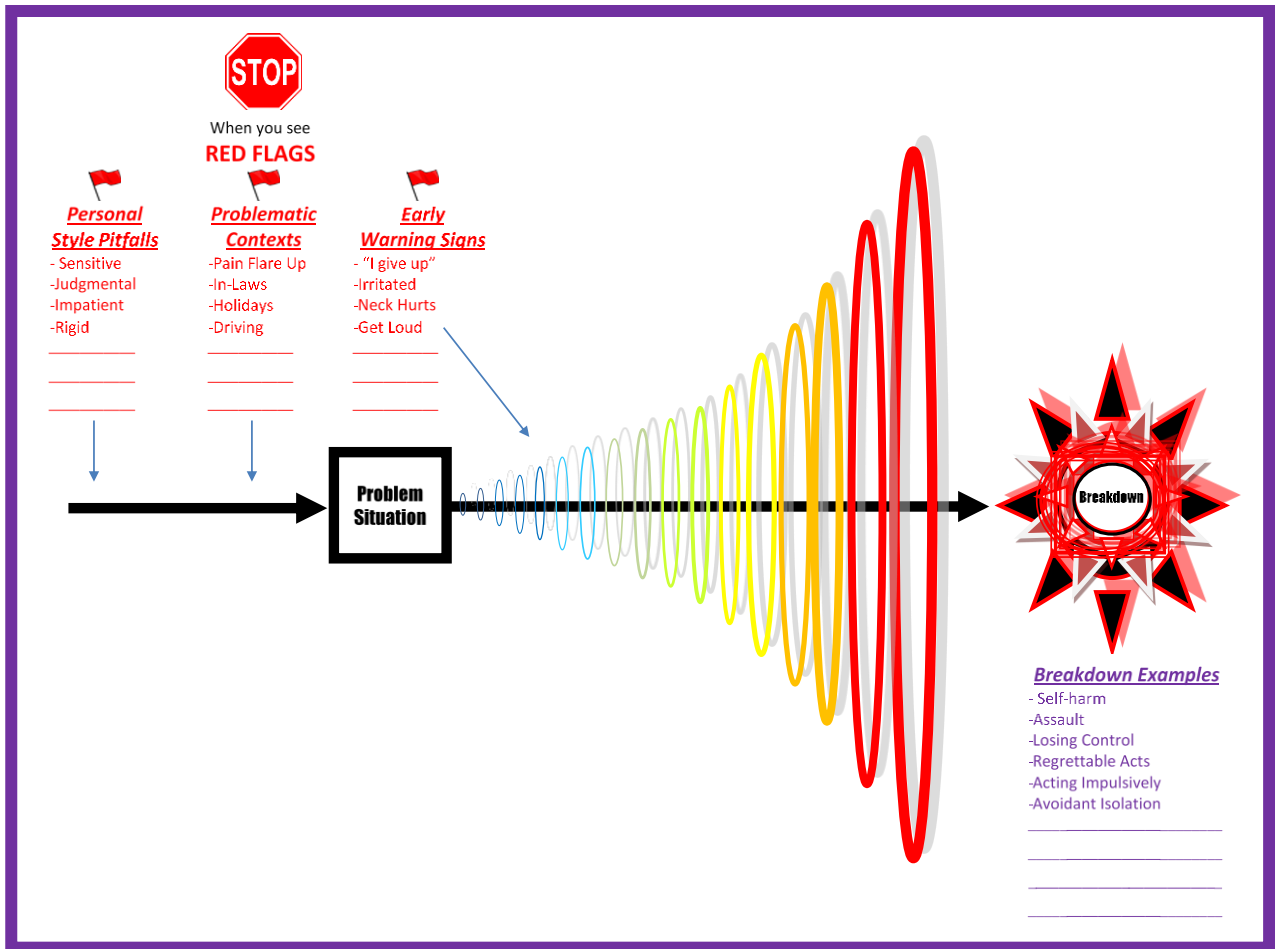 STOP
When you see
RED FLAGS
Personal
Style Pitfalls
- Sensitive
-Judgmental
-Impatient
-Rigid
Problematic
Contexts
-Pain Flare Up
-In-Laws
-Holidays
-Driving
Early
Warning Signs
- “I give up”
-Irritated
-Neck Hurts
-Get Loud
Problem
Situation
Breakdown
Breakdown Examples
- Self-harm
-Assault
-Losing Control
-Regrettable Acts
-Acting Impulsively
-Avoidant Isolation